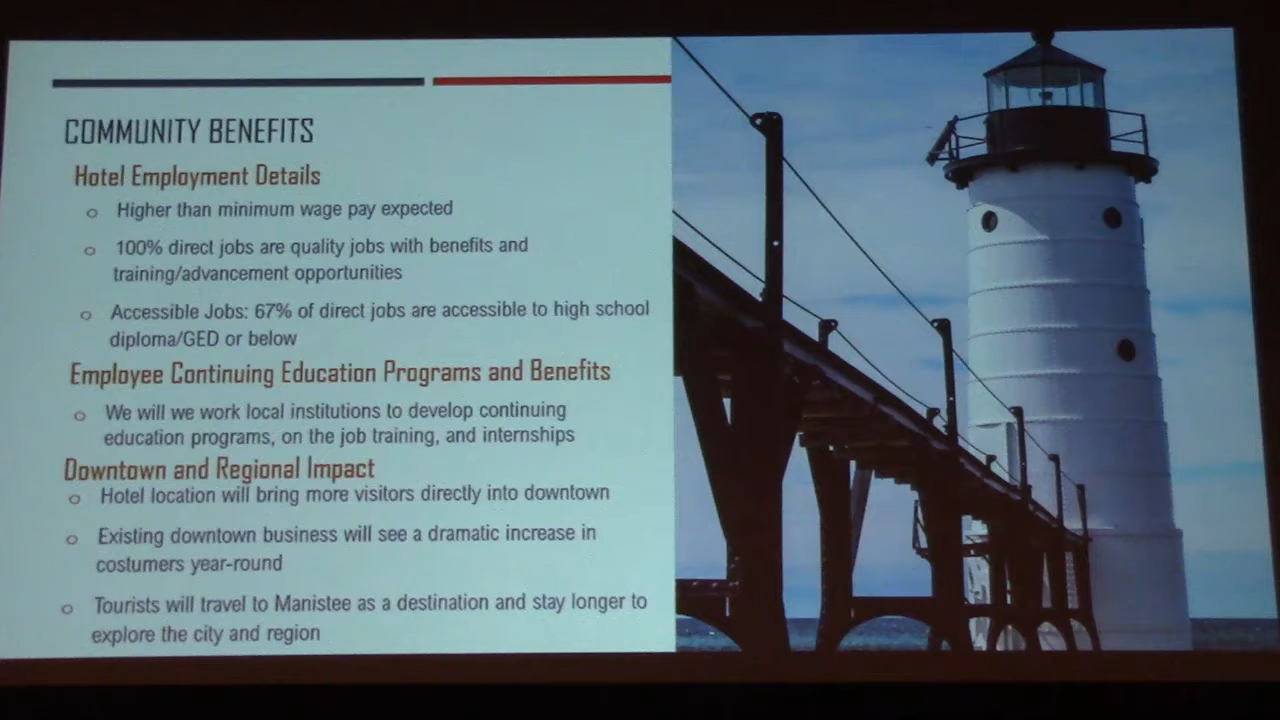 COMMUNITY BENEFITS
Hotel Employment Details
Higher than minimum wage pay expected
100% direct jobs are quality jobs with benefits and
training/advancement opportunities
Accessible Jobs: 67% of direct jobs are accessible to high school
diploma/GED or below
Employee Continuing Education Programs and Benefits
We will we work local institutions to develop continuing
education programs, on the job training, and internships
Downtown and Regional Impact
Hotel location will bring more visitors directly into downtown
Existing downtown business will see a dramatic increase in
costumers year-round
Tourists will travel to Manistee as a destination and stay longer to
explore the city and region